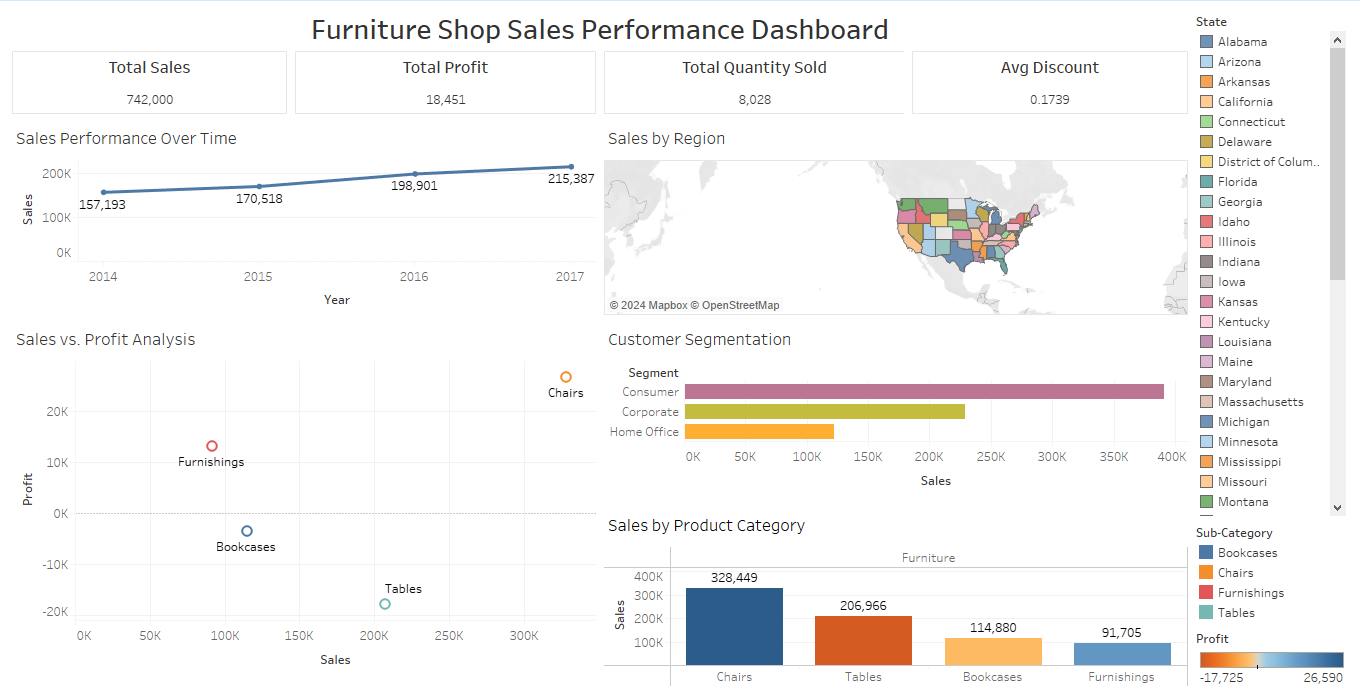 Furniture Shop Sales Performance Dashboard
Total Sales
742,000
Total Profit
18,451
Total Quantity Sold
8,028
Avg Discount
0.1739
Sales Performance Over Time
Sales
200K
100K
0K
157,193
170,518
198,901
215,387
2014
2015
2016
2017
Year
Sales by Region
© 2024 Mapbox © OpenStreetMap
Sales vs. Profit Analysis
Profit
20K
10K
0K
-10K
-20K
Chairs
Furnishings
Bookcases
Tables
0K
50K
100K
150K
200K
250K
300K
Sales
Customer Segmentation
Segment
Consumer
Corporate
Home Office
0K
50K
100K
150K
200K
250K
300K
350K
400K
Sales
Sales by Product Category
Furniture
Sales
400K
300K
200K
100K
328,449
206,966
114,880
91,705
Chairs
Tables
Bookcases
Furnishings
State
Alabama
Arizona
Arkansas
California
Connecticut
Delaware
District of Colum..
Florida
Georgia
Idaho
Illinois
Indiana
Iowa
Kansas
Kentucky
Louisiana
Maine
Maryland
Massachusetts
Michigan
Minnesota
Mississippi
Missouri
Montana
Sub-Category
Bookcases
Chairs
Furnishings
Tables
Profit
-17,725
26,590